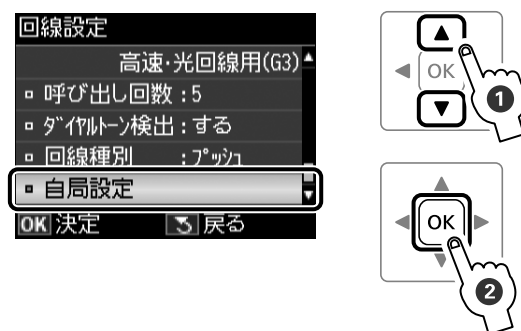 回線設定
高速・光回線用(G3)
呼び出し回数:5
ダイヤルトーン検出:する
回線種別 :プッシュ
自局設定
OK 決定 戻る
OK
1
OK
2